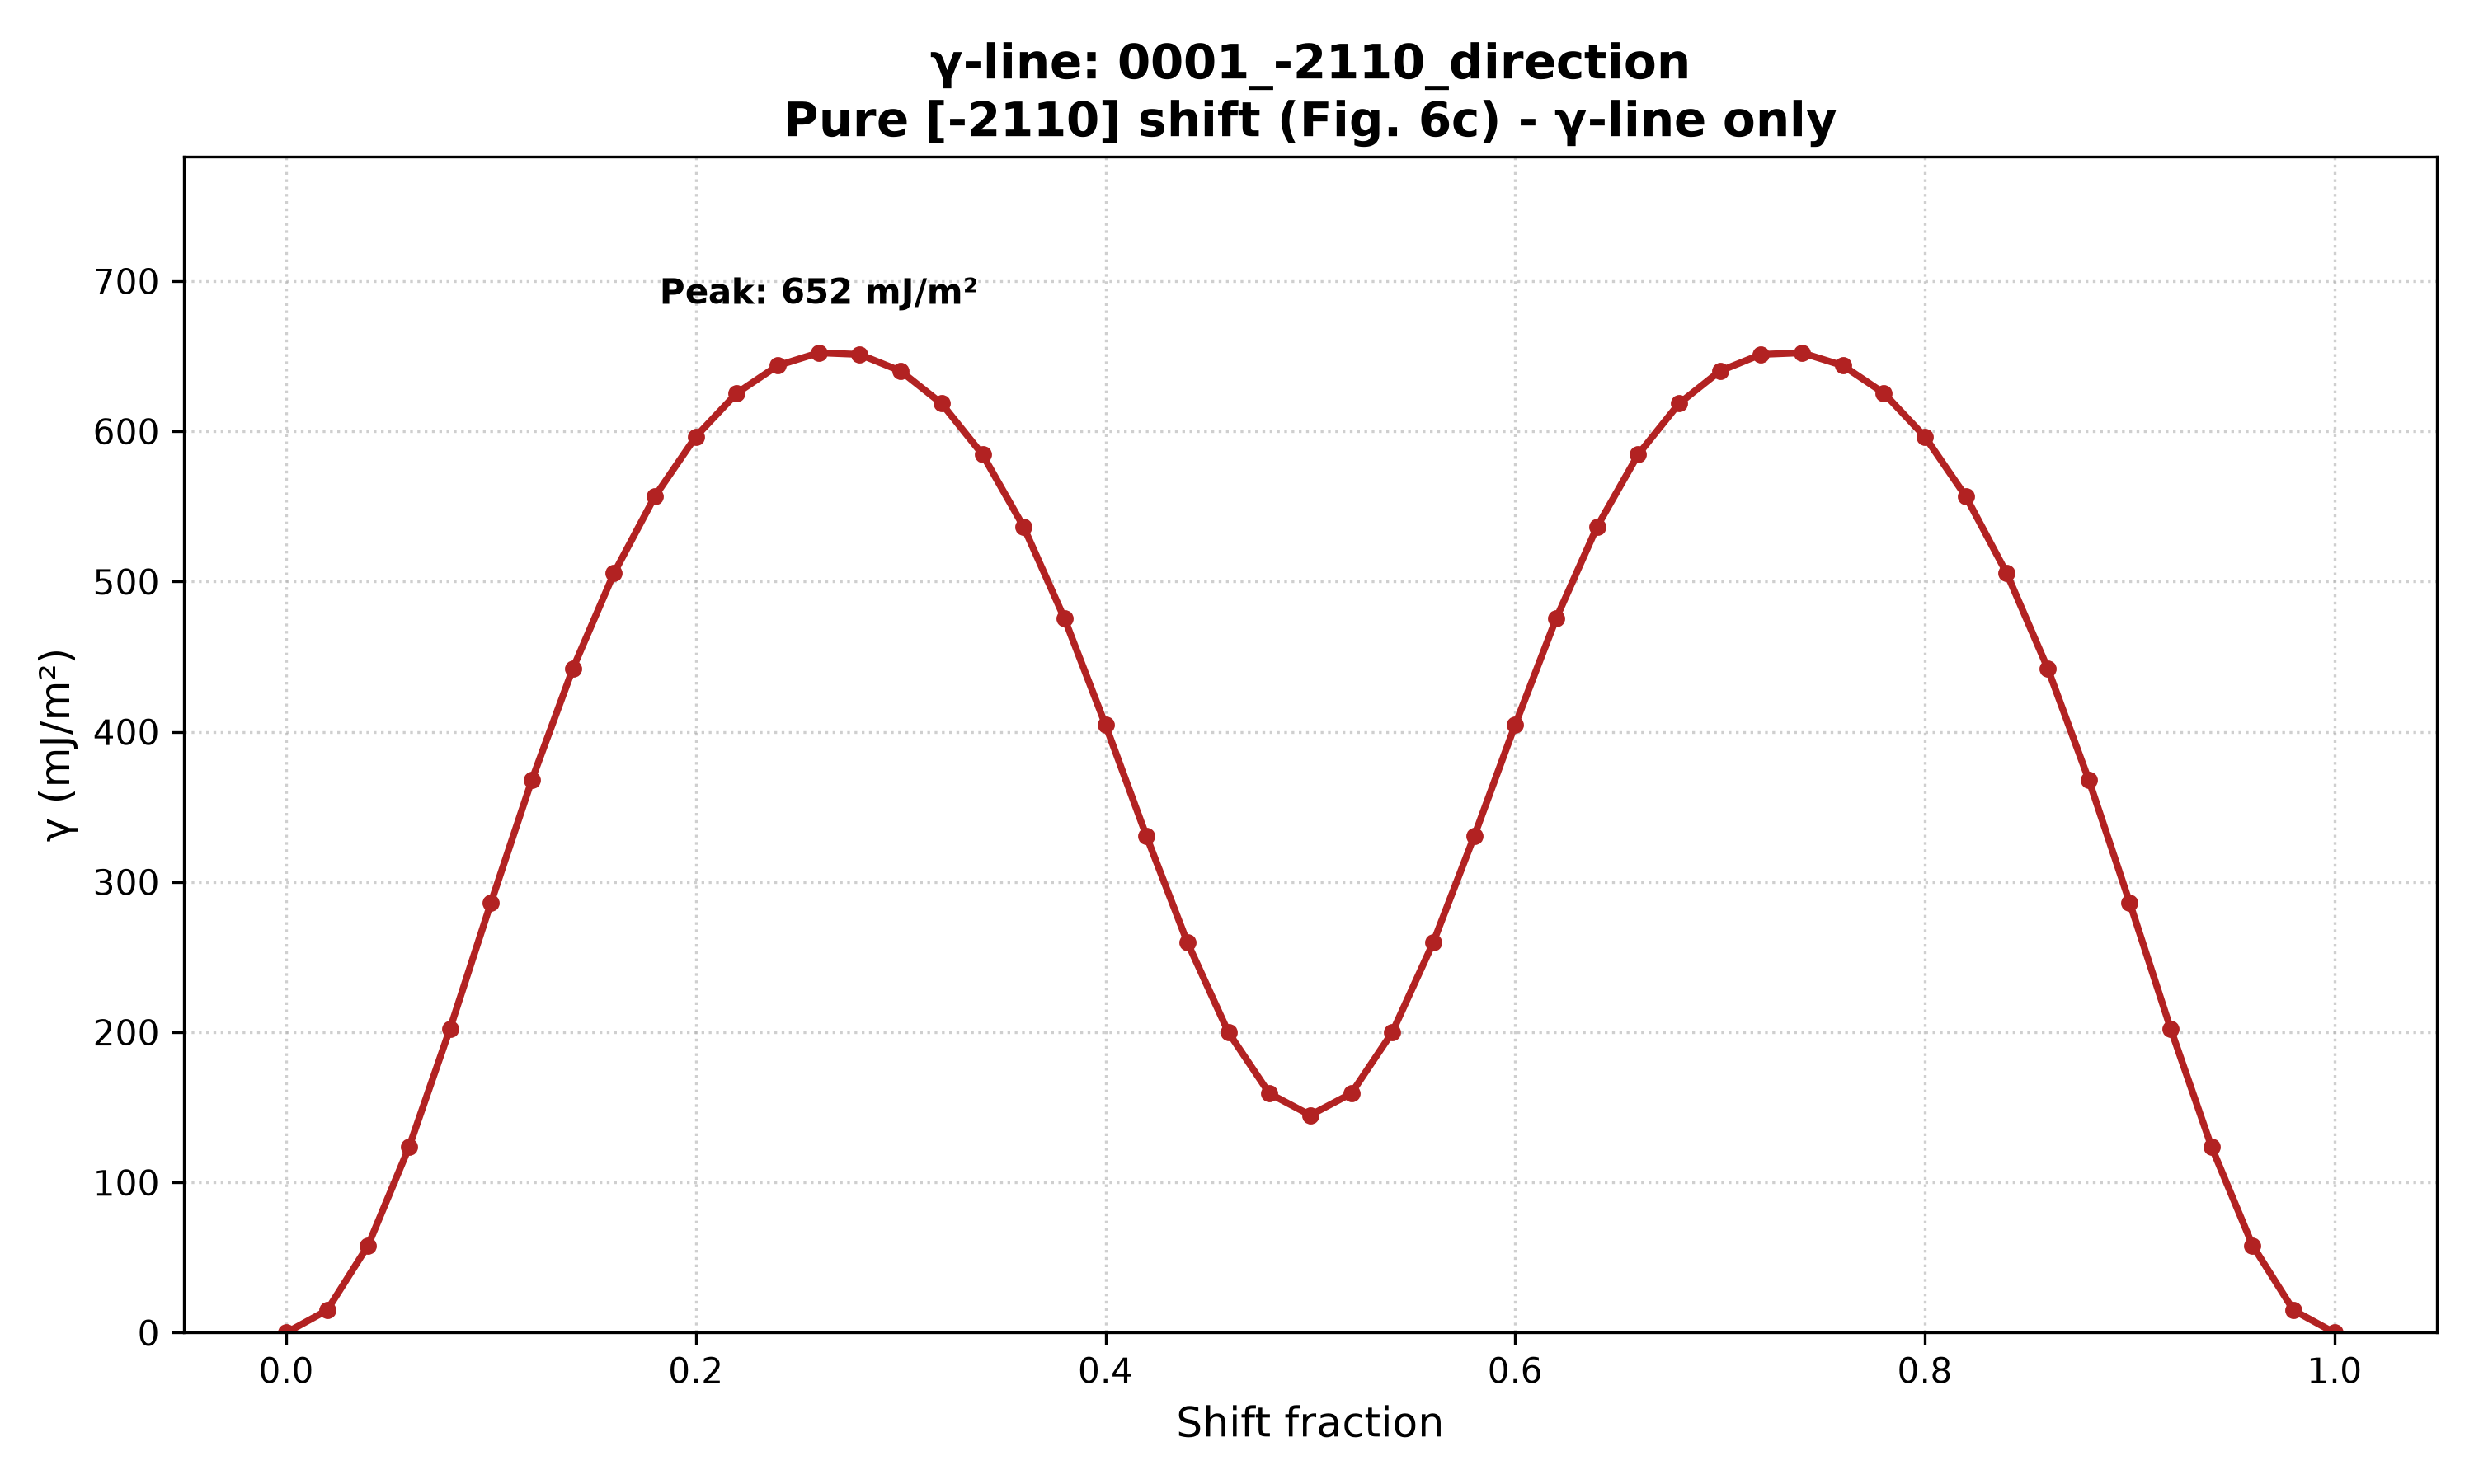 γ-line: 0001_-2110_direction
Pure [-2110] shift (Fig. 6c) - γ-line only
Peak: 652 mJ/m²
γ (mJ/m²)
700
600
500
400
300
200
100
0
0.0 0.2 0.4 0.6 0.8 1.0
Shift fraction